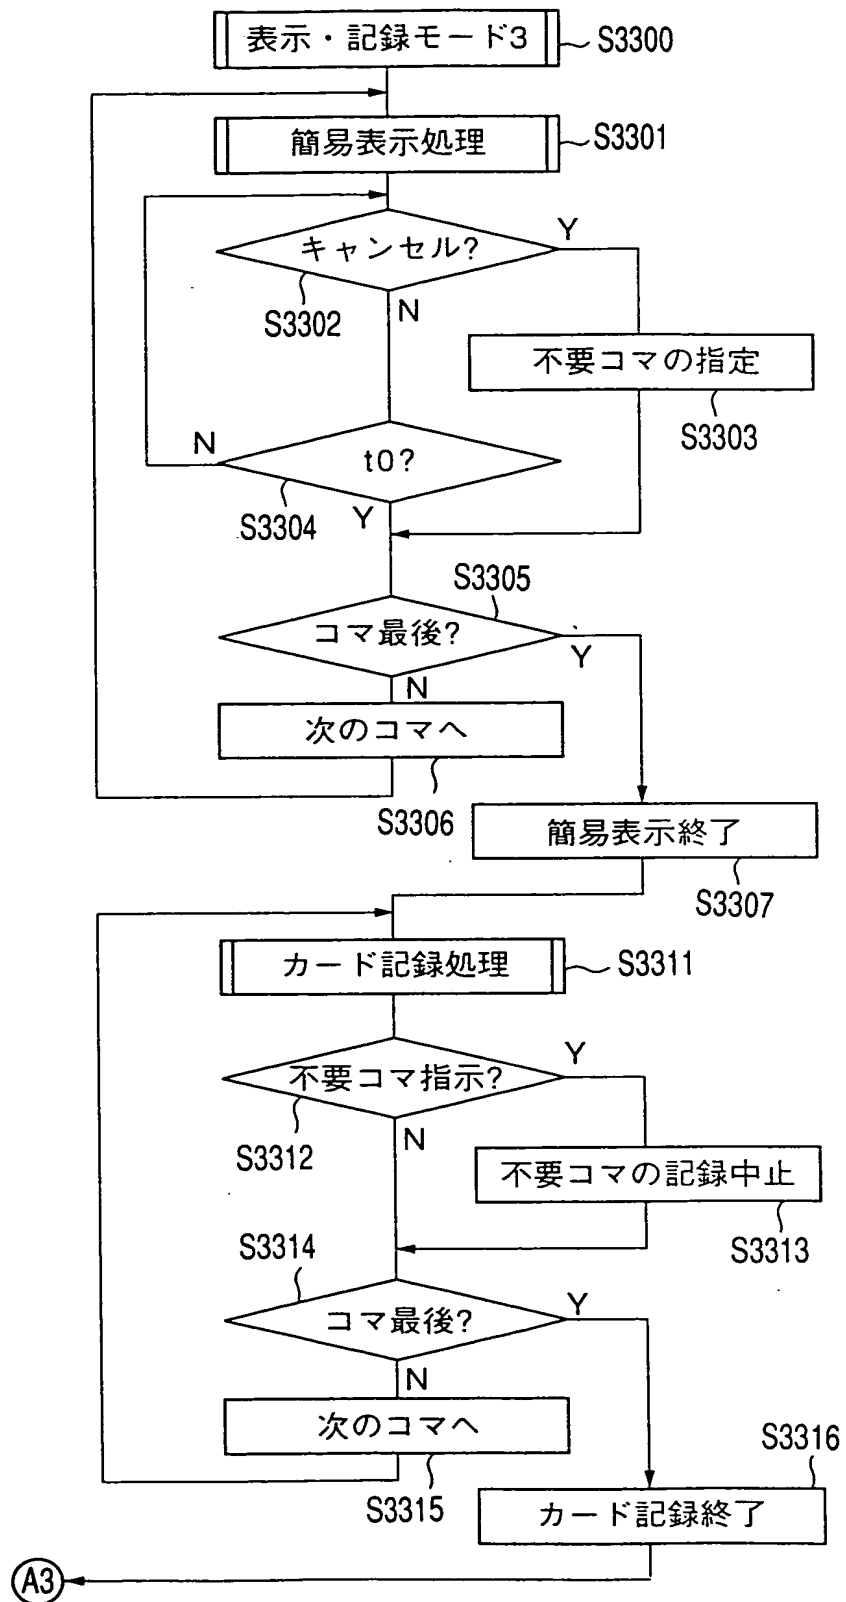 表示・記録モード3
S3300
簡易表示処理
S3301
キャンセル?
Y
S3302
N
不要コマの指定
S3303
N
t0?
S3304
Y
S3305
コマ最後?
Y
N
次のコマへ
S3306
簡易表示終了
S3307
カード記録処理
S3311
不要コマ指示?
Y
S3312
N
不要コマの記録中止
S3313
S3314
コマ最後?
Y
N
次のコマへ
S3315
S3316
カード記録終了
A3